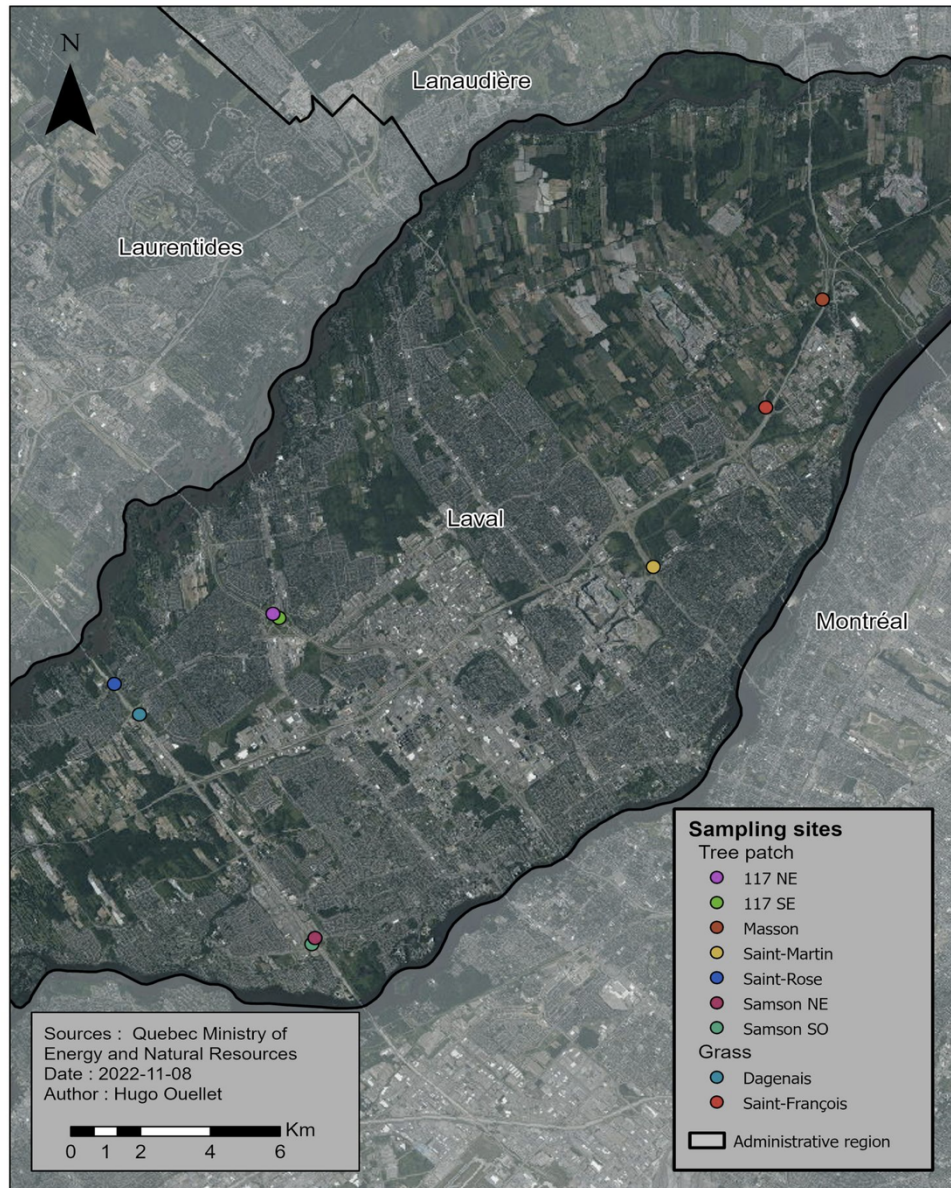 N
Lanaudière
Laurentides
Laval
Montréal
Sampling sites
Tree patch
117 NE
117 SE
Masson
Saint-Martin
Saint-Rose
Samson NE
Samson SO
Grass
Dagenais
Saint-François
Administrative region
Sources : Quebec Ministry of
Energy and Natural Resources
Date : 2022-11-08
Author : Hugo Ouellet
Km
0 1 2 4 6